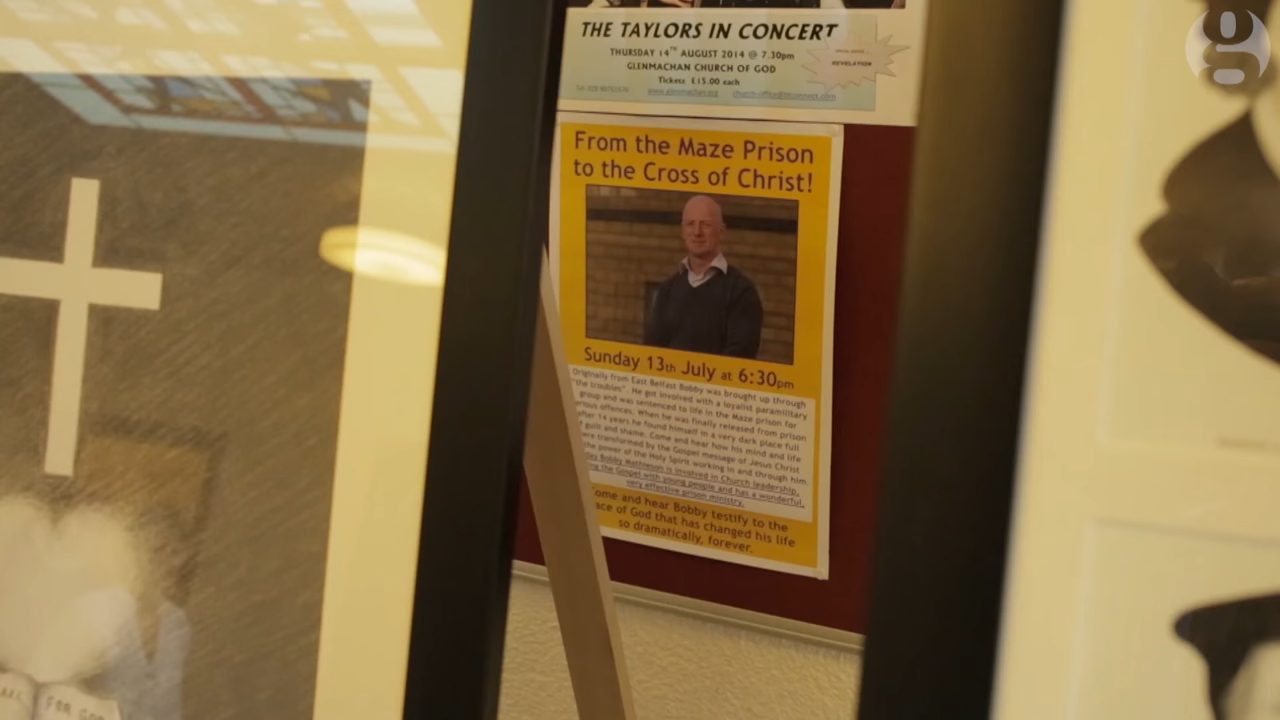 THE TAYLORS IN CONCERT
THURSDAY 14TH AUGUST 2014 @ 7.30pm
GLENMACHAN CHURCH OF GOD
Tickets £15.00 each
REVELATION
From the Maze Prison
to the Cross of Christ!
Sunday 13th July at 6:30pm
Originally from East Belfast Bobby was brought up through
"the troubles". He got involved with a loyalist paramilitary
group and was sentenced to life in the Maze prison for
offences. When he was finally released from prison
after 14 years he found himself in a very dark place full
guilt and shame. Come and hear how his mind and life
were transformed by the Gospel message of Jesus Christ
the power of the Holy Spirit working in and through him.
Bobby Mathieson is involved in Church leadership,
the Gospel with young people and has a wonderful,
very effective prison ministry.
Come and hear Bobby testify to the
of God that has changed his life
so dramatically, forever.
FOR GOD
g